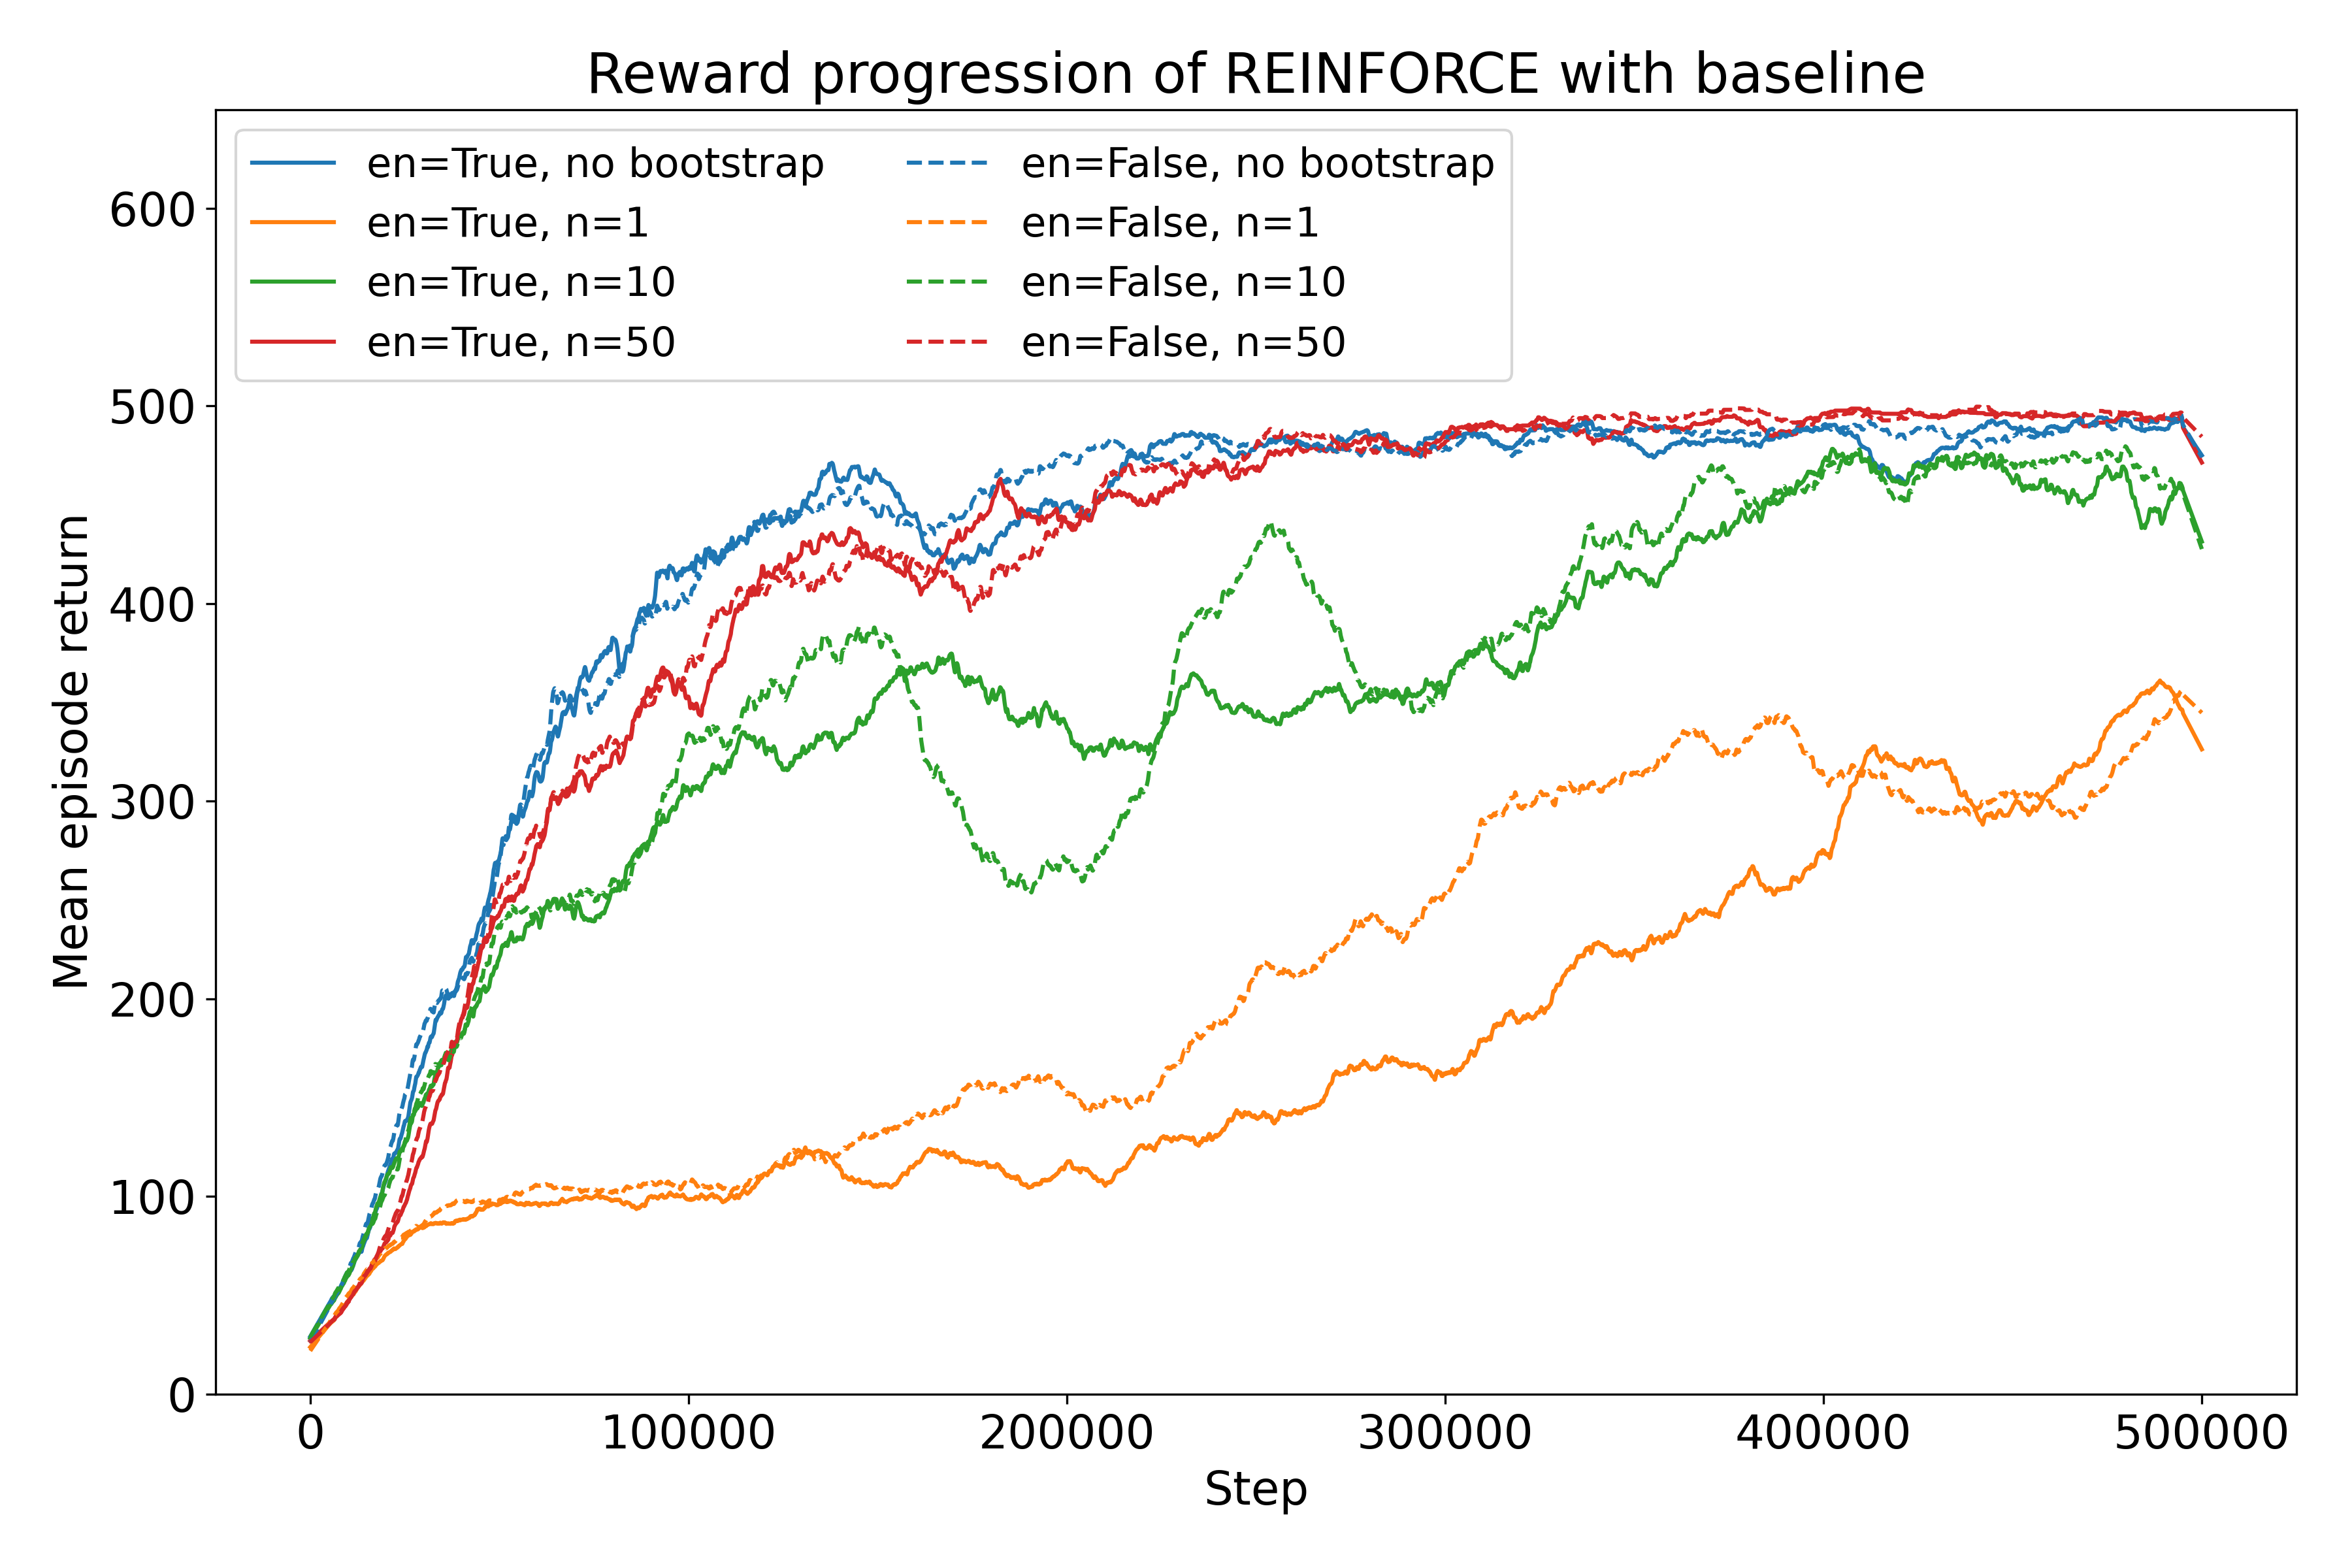 Reward progression of REINFORCE with baseline
en=True, no bootstrap
en=True, n=1
en=True, n=10
en=True, n=50
en=False, no bootstrap
en=False, n=1
en=False, n=10
en=False, n=50
Mean episode return
600
500
400
300
200
100
0
0
100000
200000
300000
400000
500000
Step